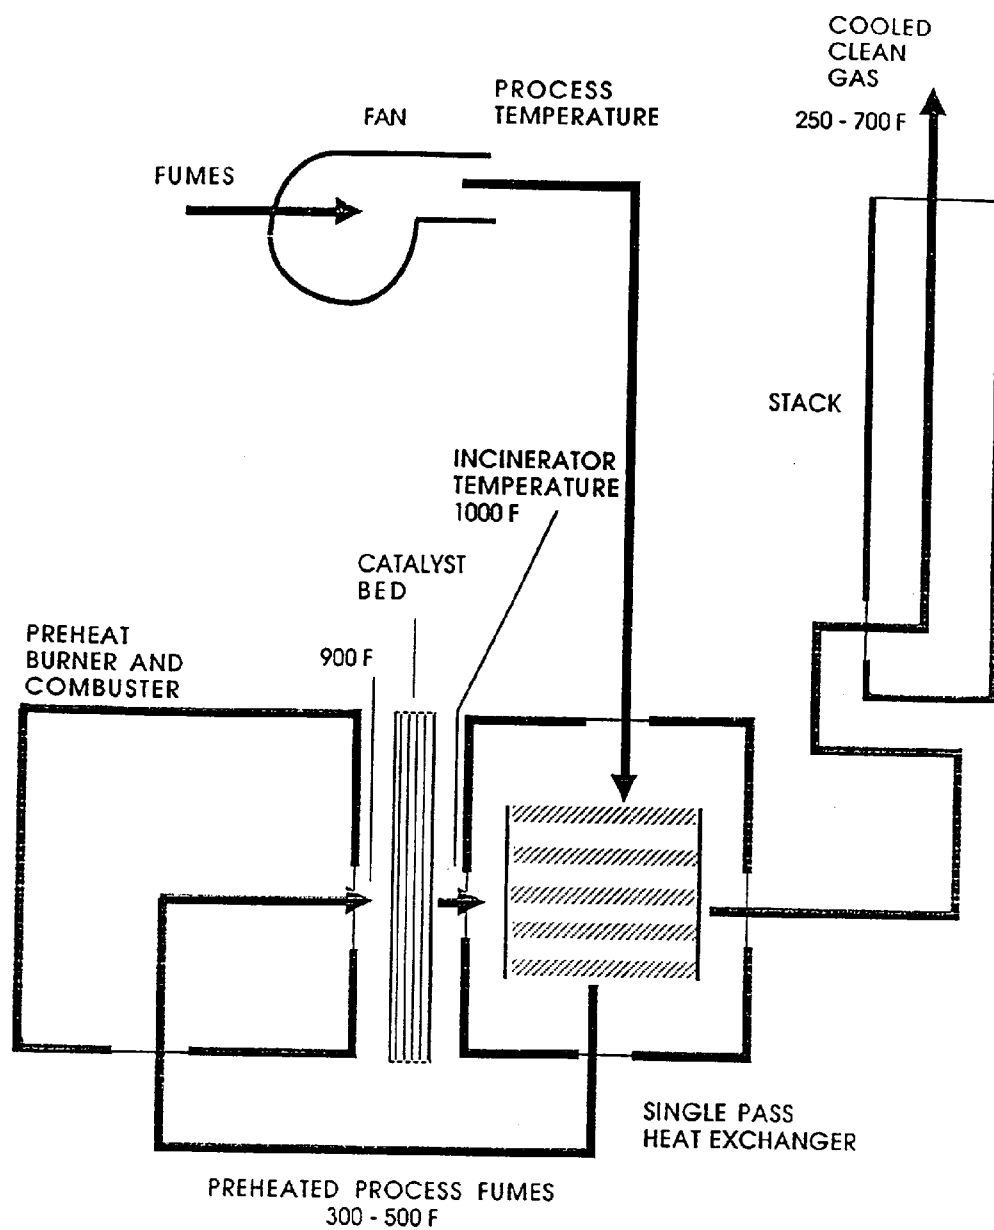 COOLED
CLEAN
GAS
250 - 700 F
PROCESS
TEMPERATURE
FAN
FUMES
STACK
INCINERATOR
TEMPERATURE
1000 F
CATALYST
BED
900 F
PREHEAT
BURNER AND
COMBUSTER
SINGLE PASS
HEAT EXCHANGER
PREHEATED PROCESS FUMES
300 - 500 F